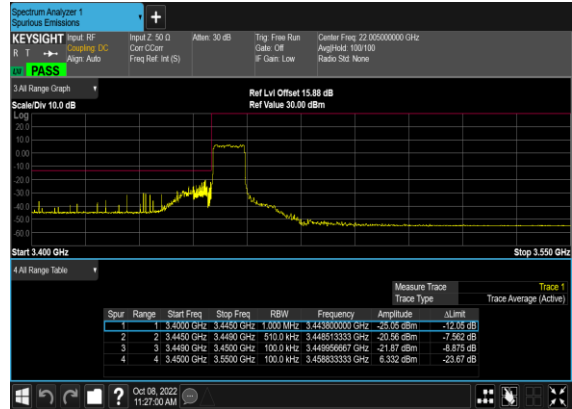 Spectrum Analyzer 1
Spurious Emissions
+
KEYSIGHT Input: RF Input Z: 50 Ω Atten: 30 dB Trig: Free Run Center Freq: 22.005000000 GHz
R T Coupling: DC Corr CCorr Gate: Off Avg|Hold: 100/100
Align: Auto Freq Ref: Int (S) IF Gain: Low Radio Std: None
PASS
3 All Range Graph
Ref Lvl Offset 15.88 dB
Scale/Div 10.0 dB Ref Value 30.00 dBm
Log
20.0
10.0
0.00
-10.0
-20.0
-30.0
-40.0
-50.0
-60.0
Start 3.400 GHz Stop 3.550 GHz
4 All Range Table
Measure Trace Trace 1
Trace Type Trace Average (Active)
Spur Range Start Freq Stop Freq RBW Frequency Amplitude ΔLimit
1 1 3.4000 GHz 3.4450 GHz 1.000 MHz 3.443800000 GHz -25.05 dBm -12.05 dB
2 2 3.4450 GHz 3.4490 GHz 510.0 kHz 3.448513333 GHz -20.56 dBm -7.562 dB
3 3 3.4490 GHz 3.4500 GHz 100.0 kHz 3.449956667 GHz -21.87 dBm -8.875 dB
4 4 3.4500 GHz 3.5500 GHz 100.0 kHz 3.458833333 GHz 6.332 dBm -23.67 dB
? Oct 08, 2022
11:27:00 AM